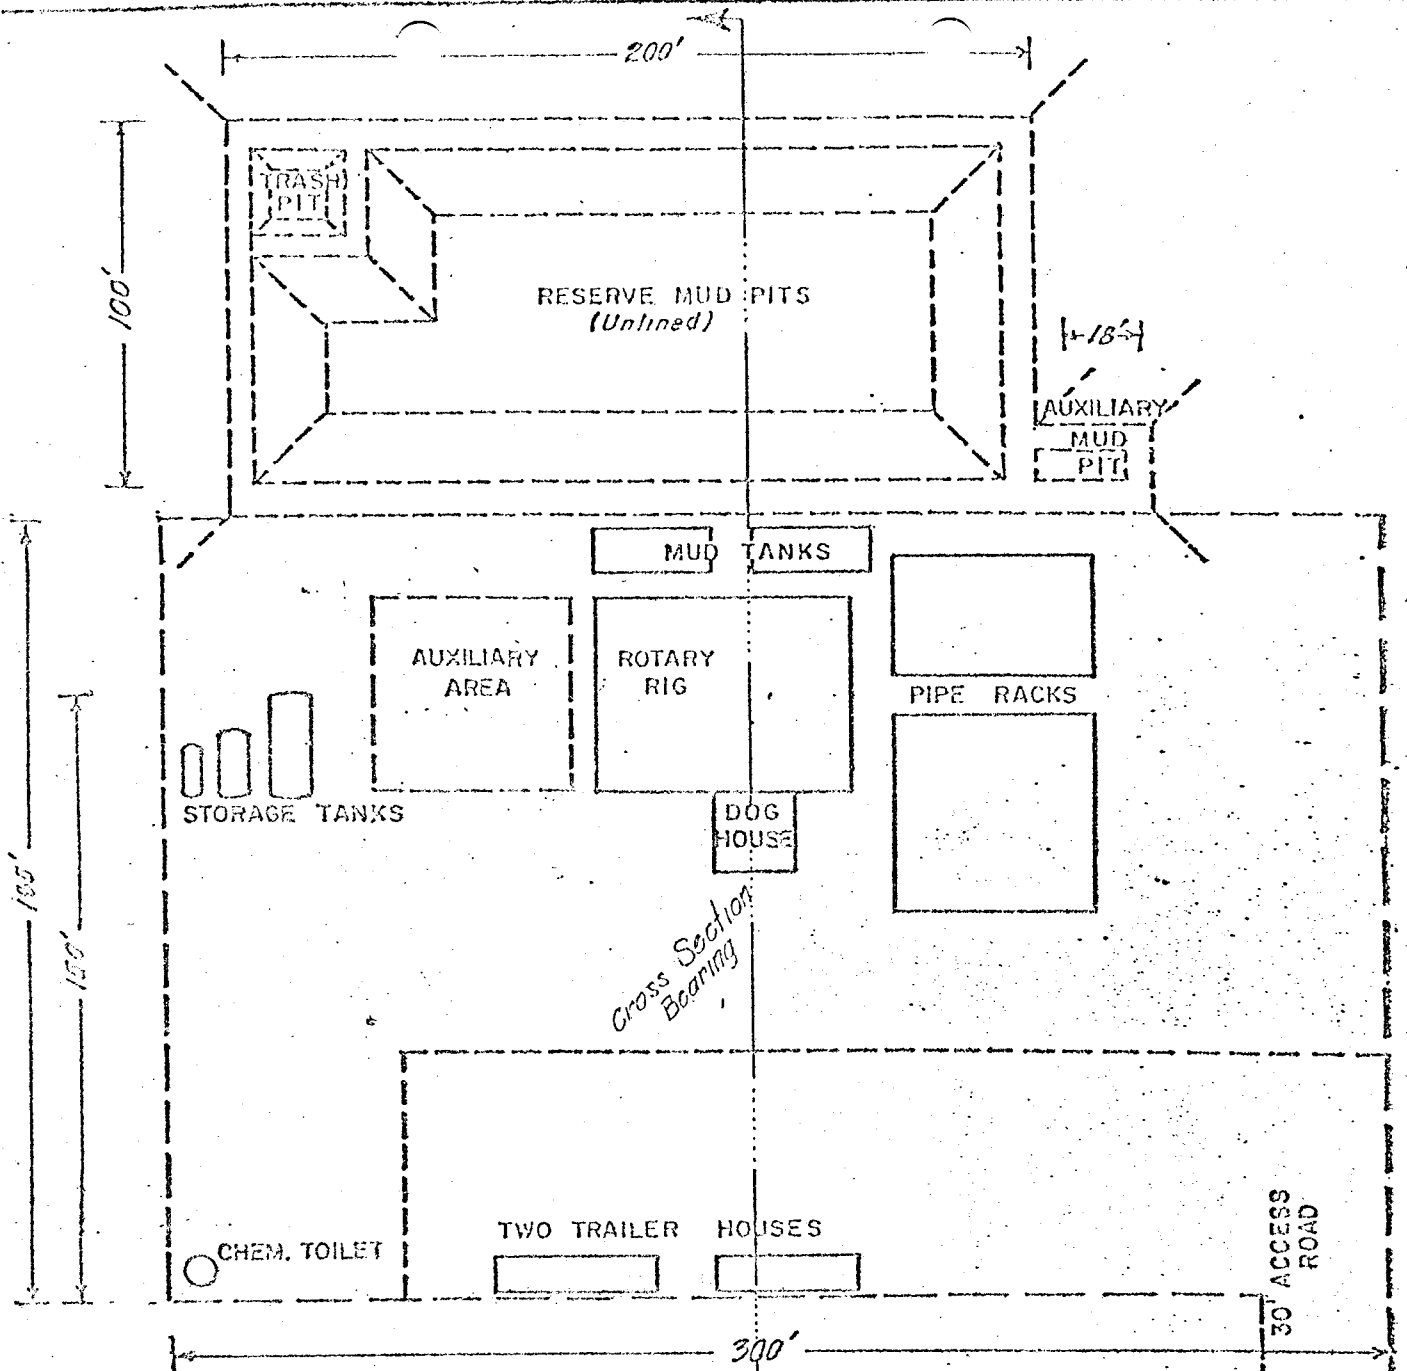 200'
TRASH
PIT
100'
RESERVE MUD PITS
(Unlined)
18'
AUXILIARY
MUD
PIT
MUD TANKS
AUXILIARY
AREA
ROTARY
RIG
PIPE RACKS
STORAGE TANKS
DOG
HOUSE
150'
Cross Section
Bearing
TWO TRAILER HOUSES
CHEM. TOILET
30' ACCESS
ROAD
300'